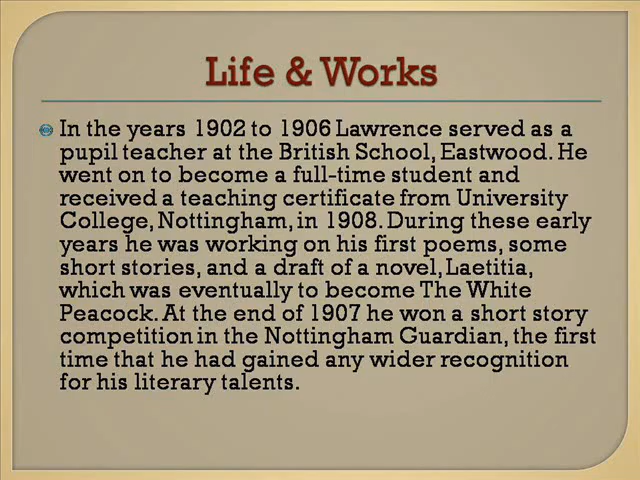 Life & Works
In the years 1902 to 1906 Lawrence served as a
pupil teacher at the British School, Eastwood. He
went on to become a full-time student and
received a teaching certificate from University
College, Nottingham, in 1908. During these early
years he was working on his first poems, some
short stories, and a draft of a novel, Laetitia,
which was eventually to become The White
Peacock. At the end of 1907 he won a short story
competition in the Nottingham Guardian, the first
time that he had gained any wider recognition
for his literary talents.